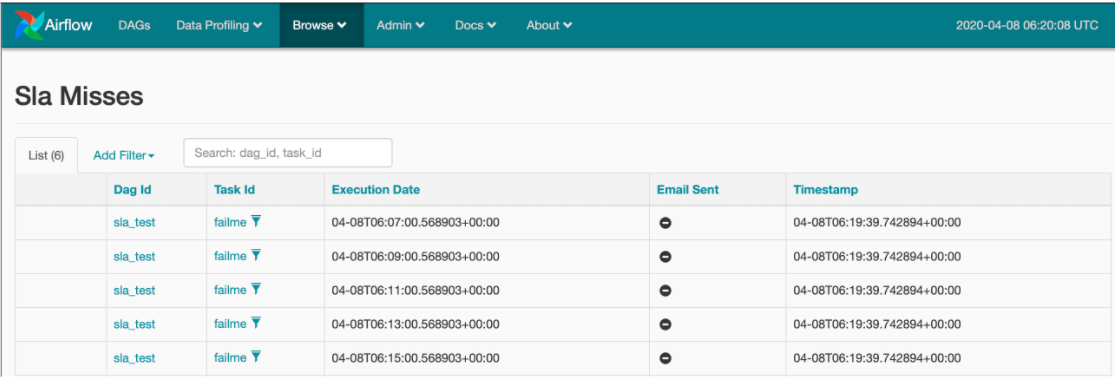 Airflow DAGs Data Profiling Browse Admin Docs About 2020-04-08 06:20:08 UTC
Sla Misses
List (6) Add Filter Search: dag_id, task_id
Dag Id Task Id Execution Date Email Sent Timestamp
sla_test failme 04-08T06:07:00.568903+00:00 04-08T06:19:39.742894+00:00
sla_test failme 04-08T06:09:00.568903+00:00 04-08T06:19:39.742894+00:00
sla_test failme 04-08T06:11:00.568903+00:00 04-08T06:19:39.742894+00:00
sla_test failme 04-08T06:13:00.568903+00:00 04-08T06:19:39.742894+00:00
sla_test failme 04-08T06:15:00.568903+00:00 04-08T06:19:39.742894+00:00